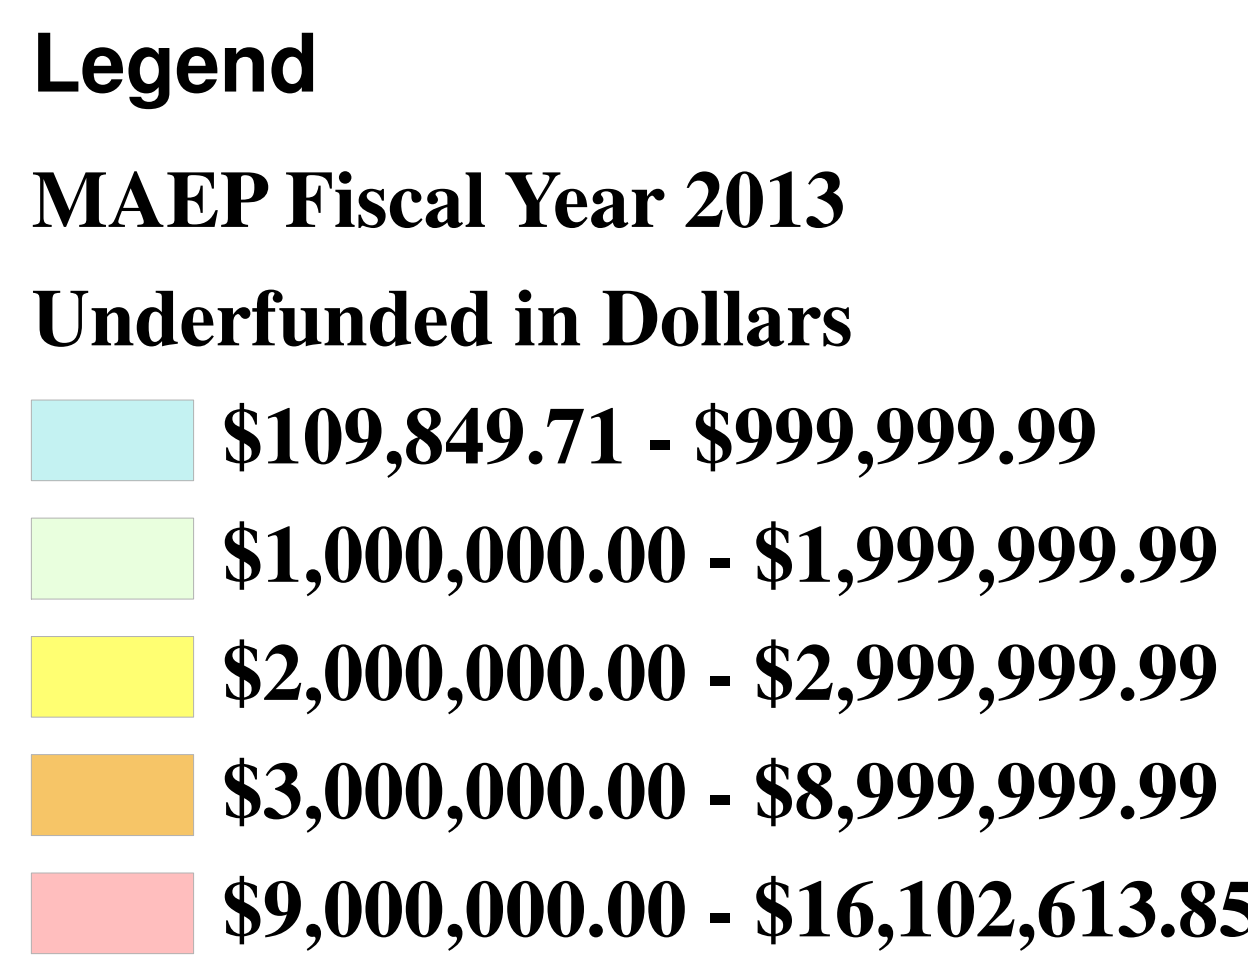 Legend
MAEP Fiscal Year 2013
Underfunded in Dollars
$109,849.71 - $999,999.99
$1,000,000.00 - $1,999,999.99
$2,000,000.00 - $2,999,999.99
$3,000,000.00 - $8,999,999.99
$9,000,000.00 - $16,102,613.85